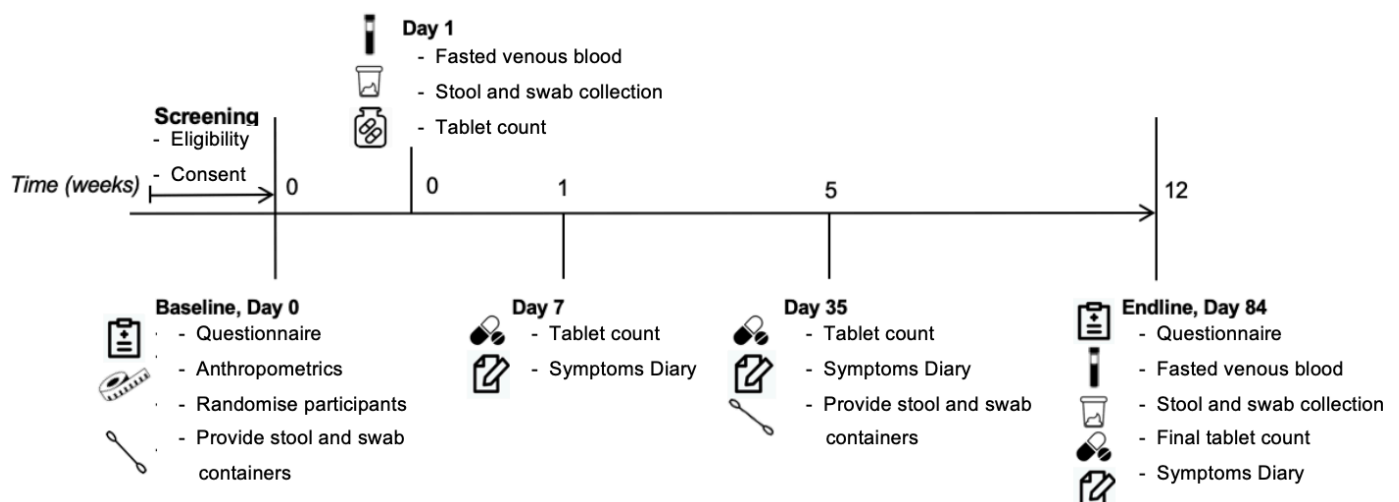 Day 1
- Fasted venous blood
- Stool and swab collection
- Tablet count
Screening
- Eligibility
- Consent
Time (weeks)
0
0
1
5
12
Baseline, Day 0
- Questionnaire
- Anthropometrics
- Randomise participants
- Provide stool and swab
containers
Day 7
- Tablet count
- Symptoms Diary
Day 35
- Tablet count
- Symptoms Diary
- Provide stool and swab
containers
Endline, Day 84
- Questionnaire
- Fasted venous blood
- Stool and swab collection
- Final tablet count
- Symptoms Diary